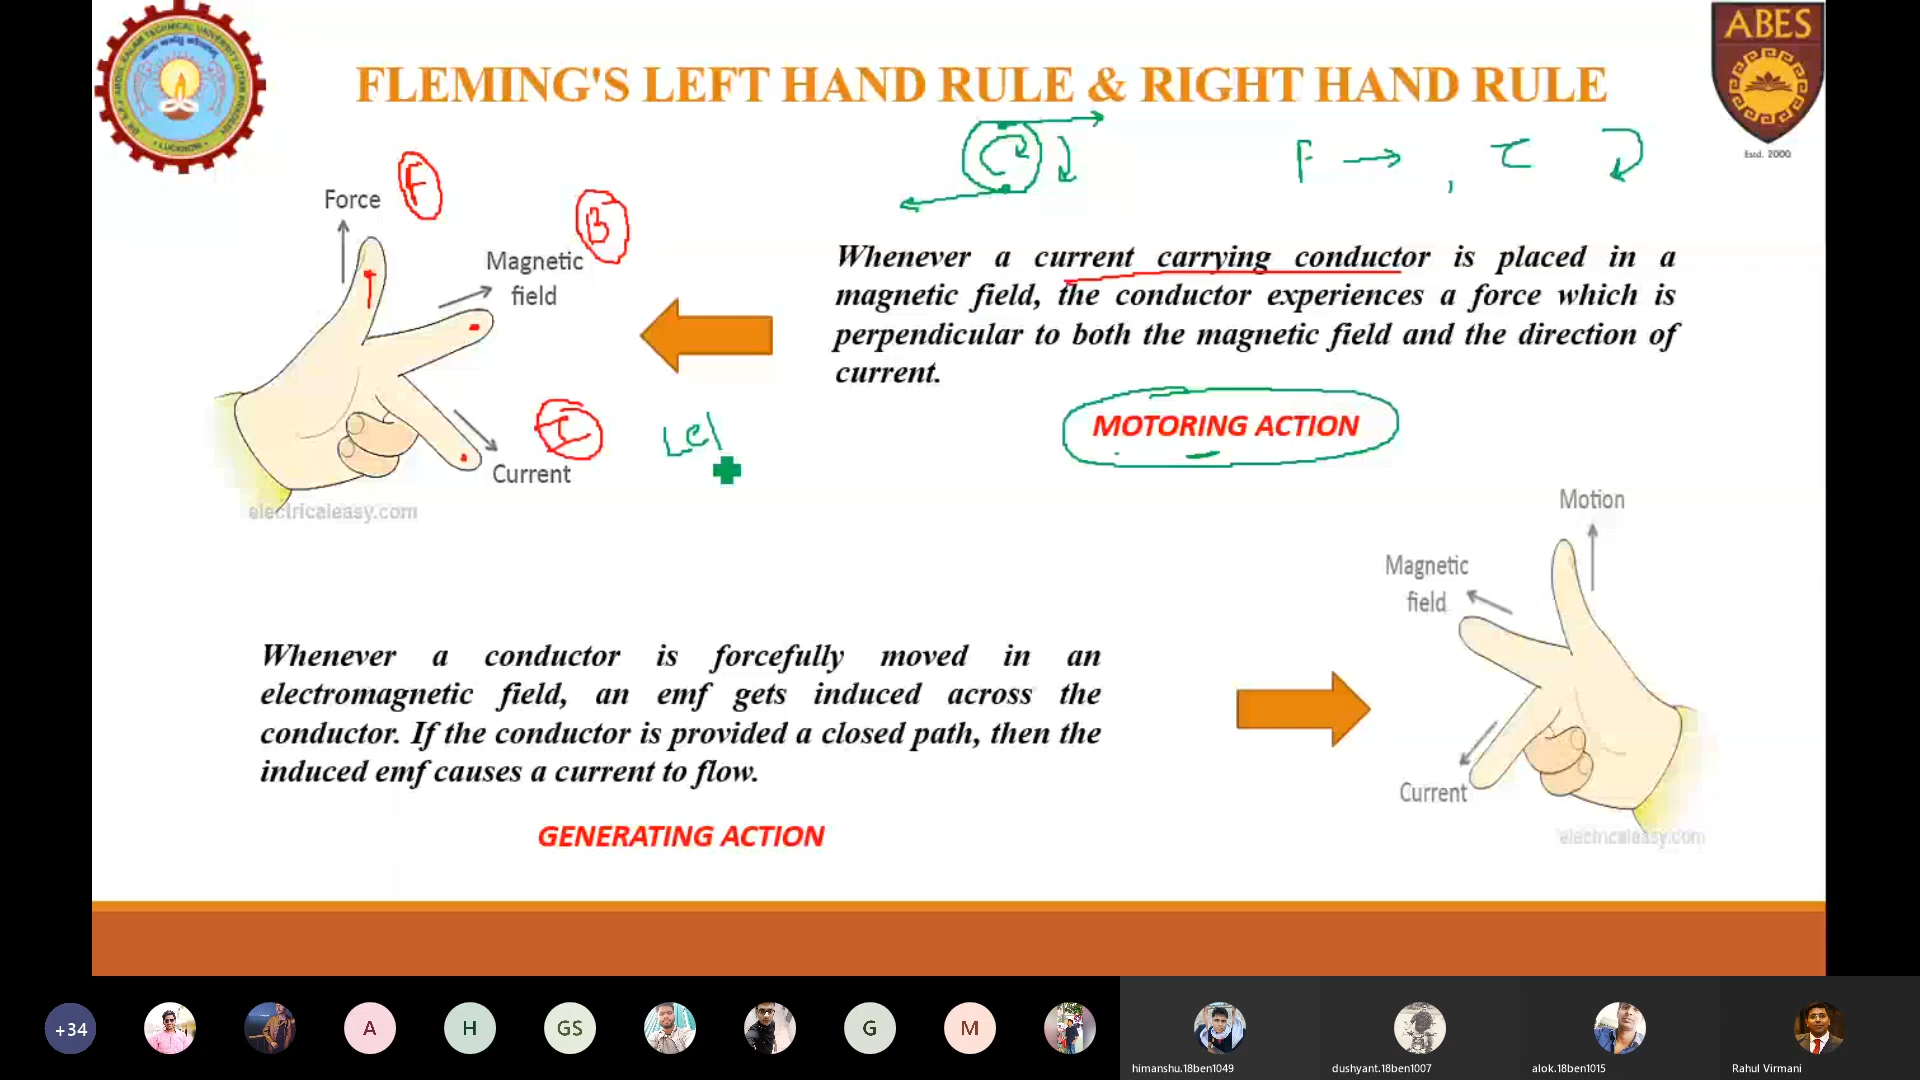 FLEMING'S LEFT HAND RULE & RIGHT HAND RULE
ABES
Estd. 2000
F → , τ
Force
F
B
Magnetic
field
Whenever a current carrying conductor is placed in a
magnetic field, the conductor experiences a force which is
perpendicular to both the magnetic field and the direction of
current.
MOTORING ACTION
I
Lel
Current
electricaleasy.com
Motion
Magnetic
field
Whenever a conductor is forcefully moved in an
electromagnetic field, an emf gets induced across the
conductor. If the conductor is provided a closed path, then the
induced emf causes a current to flow.
Current
GENERATING ACTION
electricaleasy.com
+34
A
H
GS
G
M
himanshu.18ben1049
dushyant.18ben1007
alok.18ben1015
Rahul Virmani